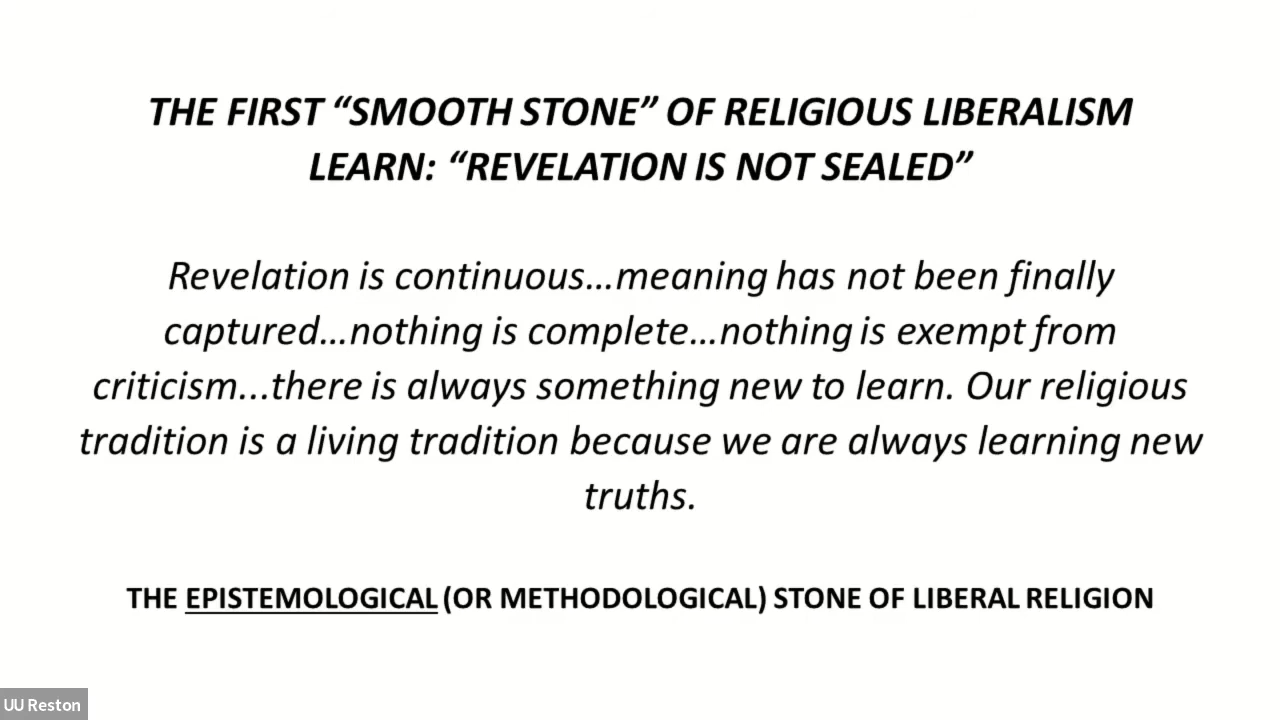 THE FIRST “SMOOTH STONE” OF RELIGIOUS LIBERALISM
LEARN: “REVELATION IS NOT SEALED”
Revelation is continuous…meaning has not been finally
captured…nothing is complete…nothing is exempt from
criticism...there is always something new to learn. Our religious
tradition is a living tradition because we are always learning new
truths.
THE EPISTEMOLOGICAL (OR METHODOLOGICAL) STONE OF LIBERAL RELIGION
UU Reston